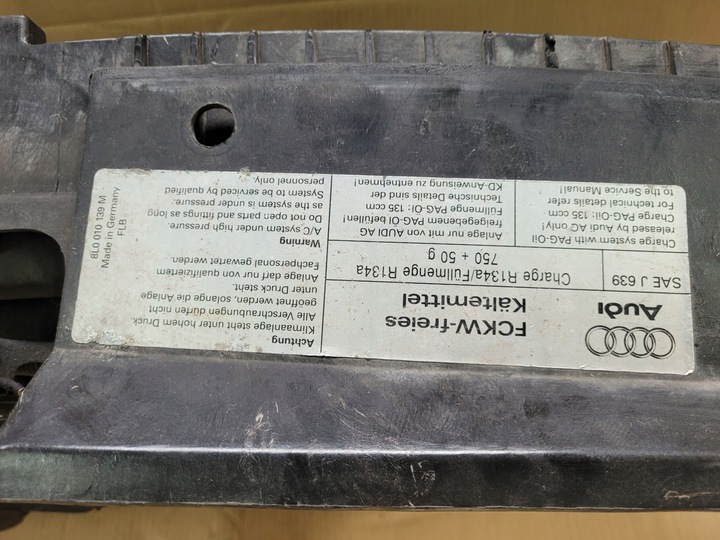 Audi
FCKW-freies
Kältemittel
SAE J 639
Charge R134a/Füllmenge R134a
750 + 50 g
Charge system with PAG-Oil
released by Audi AG only!
Charge PAG-Oil: 135 ccm
For technical details refer
to the Service Manual!
Anlage nur mit von AUDI AG
freigegebenem PAG-Öl befüllen!
Füllmenge PAG-Öl: 135 ccm
Technische Details sind der
KD-Anweisung zu entnehmen!
Achtung
Klimaanlage steht unter hohem Druck.
Alle Verschraubungen dürfen nicht
geöffnet werden, solange die Anlage
unter Druck steht.
Anlage darf nur von qualifiziertem
Fachpersonal gewartet werden.
Warning
A/C system under high pressure.
Do not open parts and fittings as long
as the system is under pressure.
System to be serviced by qualified
personnel only.
8L0 010 139 M
Made in Germany
FLB